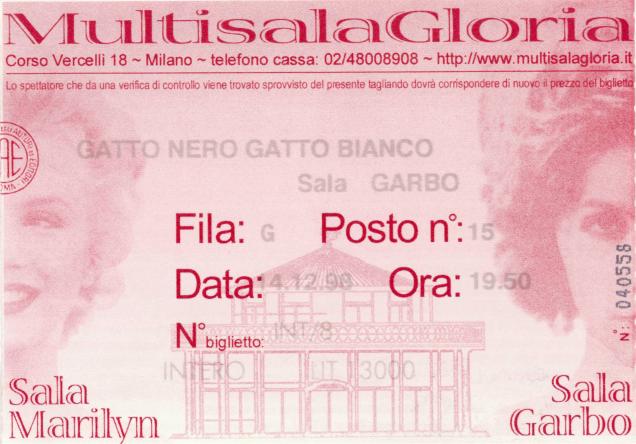 MultisalaGloria
Corso Vercelli 18 ~ Milano ~ telefono cassa: 02/48008908 ~ http://www.multisalagloria.it
Lo spettatore che da una verifica di controllo viene trovato sprovvisto del presente tagliando dovrà corrispondere di nuovo il prezzo del biglietto
GATTO NERO GATTO BIANCO
Sala GARBO
Fila: G Posto n°: 15
Data: 4.12.98 Ora: 19.50
N° biglietto: INT/8
INTERO LIT 3000
N°: 040558
Sala Marilyn
Sala Garbo